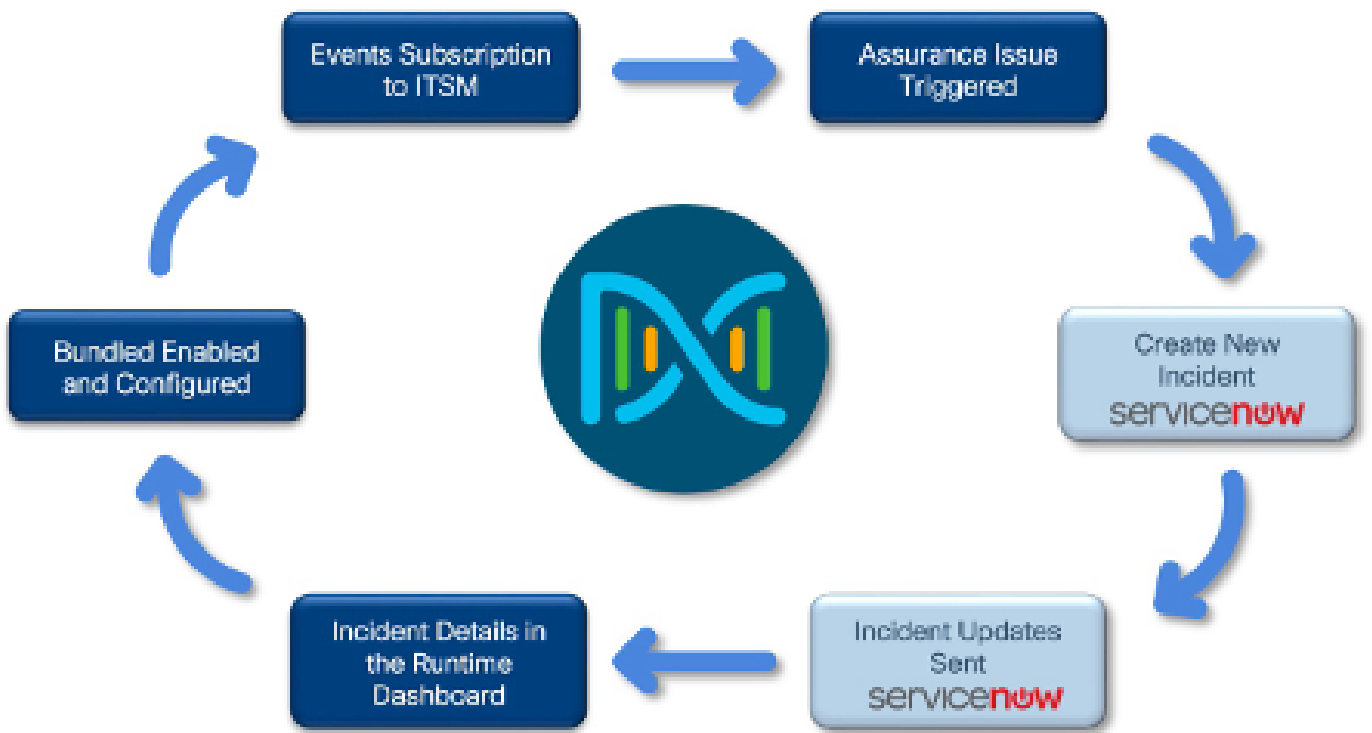 Events Subscription
to ITSM
Assurance Issue
Triggered
Bundled Enabled
and Configured
Create New
Incident
servicenow
Incident Details in
the Runtime
Dashboard
Incident Updates
Sent
servicenow